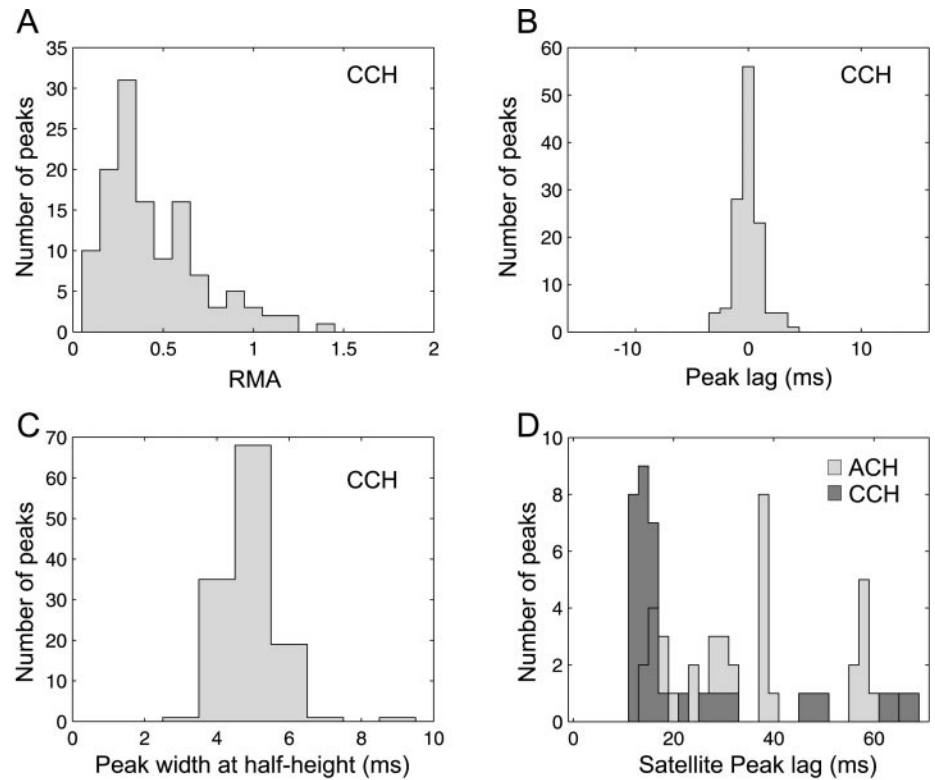 A
CCH
Number of peaks
35
30
25
20
15
10
5
0
0
0.5
1
1.5
2
RMA
B
CCH
Number of peaks
60
50
40
30
20
10
0
-10
0
10
Peak lag (ms)
C
CCH
Number of peaks
70
60
50
40
30
20
10
0
0
2
4
6
8
10
Peak width at half-height (ms)
D
ACH
CCH
Number of peaks
10
8
6
4
2
0
0
20
40
60
Satellite Peak lag (ms)